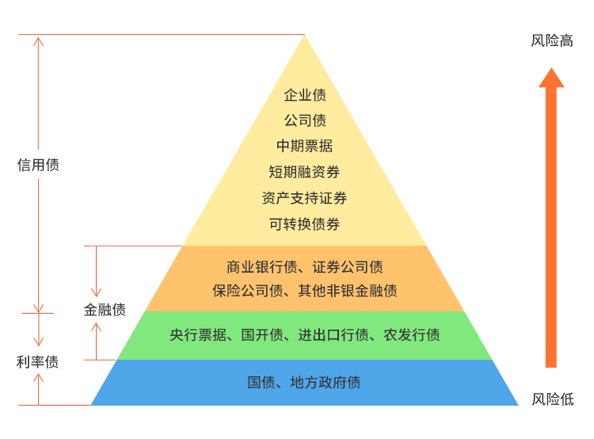 风险高
企业债
公司债
中期票据
信用债
短期融资券
资产支持证券
可转换债券
商业银行债、证券公司债
保险公司债、其他非银金融债
金融债
央行票据、国开债、进出口行债、农发行债
利率债
国债、地方政府债
风险低